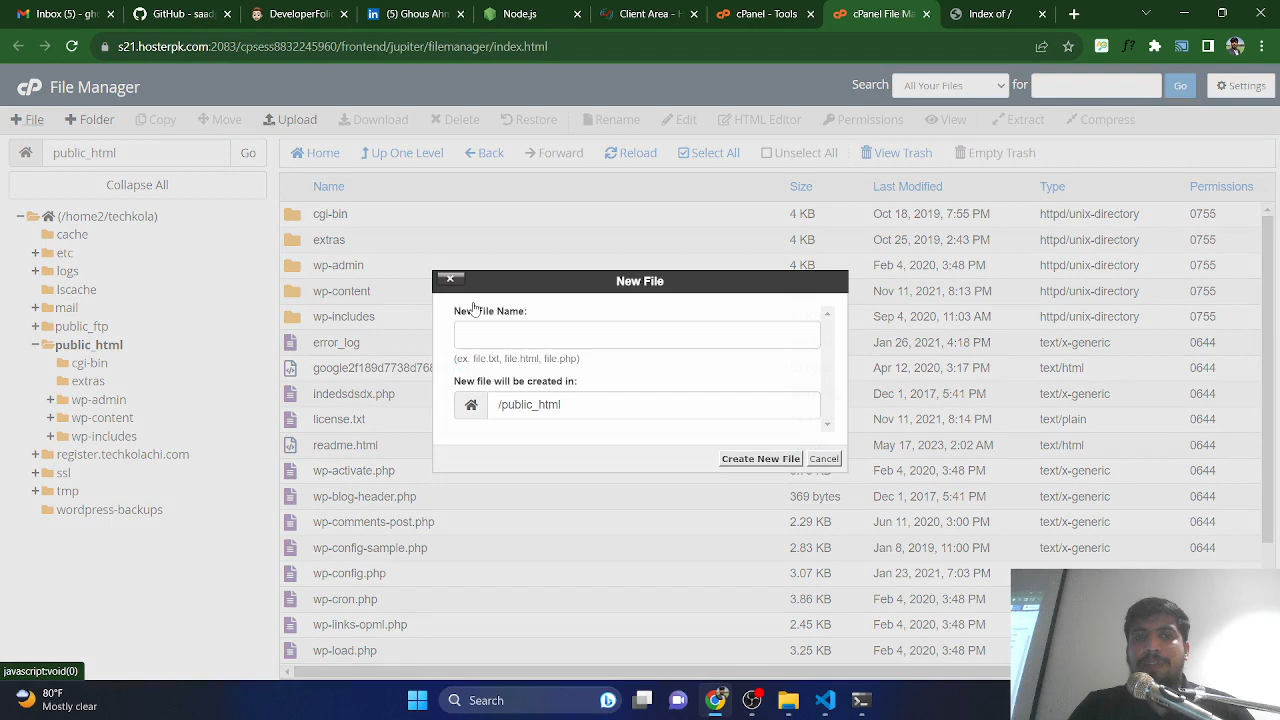 Inbox (5) - gh
GitHub - saad
DeveloperFolio
(5) Ghous Ahm
Node.js
Client Area - H
cPanel - Tools
cPanel File Ma
Index of /
s21.hosterpk.com:2083/cpsess8832245960/frontend/jupiter/filemanager/index.html
File Manager
Search
All Your Files
for
Go
Settings
File
Folder
Copy
Move
Upload
Download
Delete
Restore
Rename
Edit
HTML Editor
Permissions
View
Extract
Compress
public_html
Go
Home
Up One Level
Back
Forward
Reload
Select All
Unselect All
View Trash
Empty Trash
Collapse All
(/home2/techkola)
cache
etc
logs
lscache
mail
public_ftp
public_html
cgi-bin
extras
wp-admin
wp-content
wp-includes
register.techkolachi.com
ssl
tmp
wordpress-backups
Name Size Last Modified Type Permissions
cgi-bin 4 KB Oct 18, 2019, 7:55 PM httpd/unix-directory 0755
extras 4 KB Oct 25, 2019, 2:43 PM httpd/unix-directory 0755
wp-admin 4 KB Feb 4, 2020, 3:48 PM httpd/unix-directory 0755
wp-content Nov 11, 2021, 8:13 PM httpd/unix-directory 0755
wp-includes Sep 4, 2020, 11:03 AM httpd/unix-directory 0755
error_log Jan 26, 2021, 4:18 PM text/x-generic 0644
google2f189d7738d768 Apr 12, 2020, 3:17 PM text/html 0644
indedsdsdx.php text/x-generic 0644
license.txt Nov 11, 2021, 8:14 PM text/plain 0644
readme.html May 17, 2023, 2:02 AM text/html 0644
wp-activate.php Feb 4, 2020, 3:48 PM text/x-generic 0644
wp-blog-header.php 369 bytes Dec 1, 2017, 5:41 PM text/x-generic 0644
wp-comments-post.php 2.29 KB Jun 11, 2020, 3:00 PM text/x-generic 0644
wp-config-sample.php 2.83 KB Jan 8, 2019, 11:00 PM text/x-generic 0644
wp-config.php 3.07 KB Jan 23, 2021, 7:03 PM text/x-generic
wp-cron.php 3.86 KB Feb 4, 2020, 3:48 PM
wp-links-opml.php 2.45 KB Feb 4, 2020, 3:48 PM
wp-load.php 3.25 KB Feb 4, 2020, 3:48 PM
New File
New File Name:
(ex. file.txt, file.html, file.php)
New file will be created in:
/public_html
Create New File
Cancel
javascript:void(0)
80°F
Mostly clear
Search